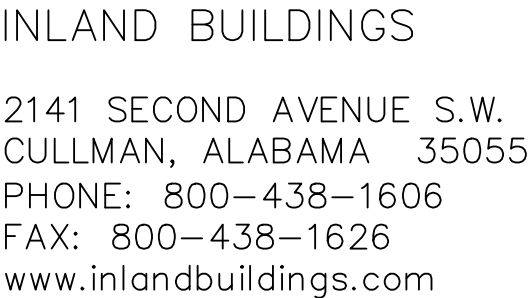 INLAND BUILDINGS
2141 SECOND AVENUE S.W.
CULLMAN, ALABAMA 35055
PHONE: 800-438-1606
FAX: 800-438-1626
www.inlandbuildings.com